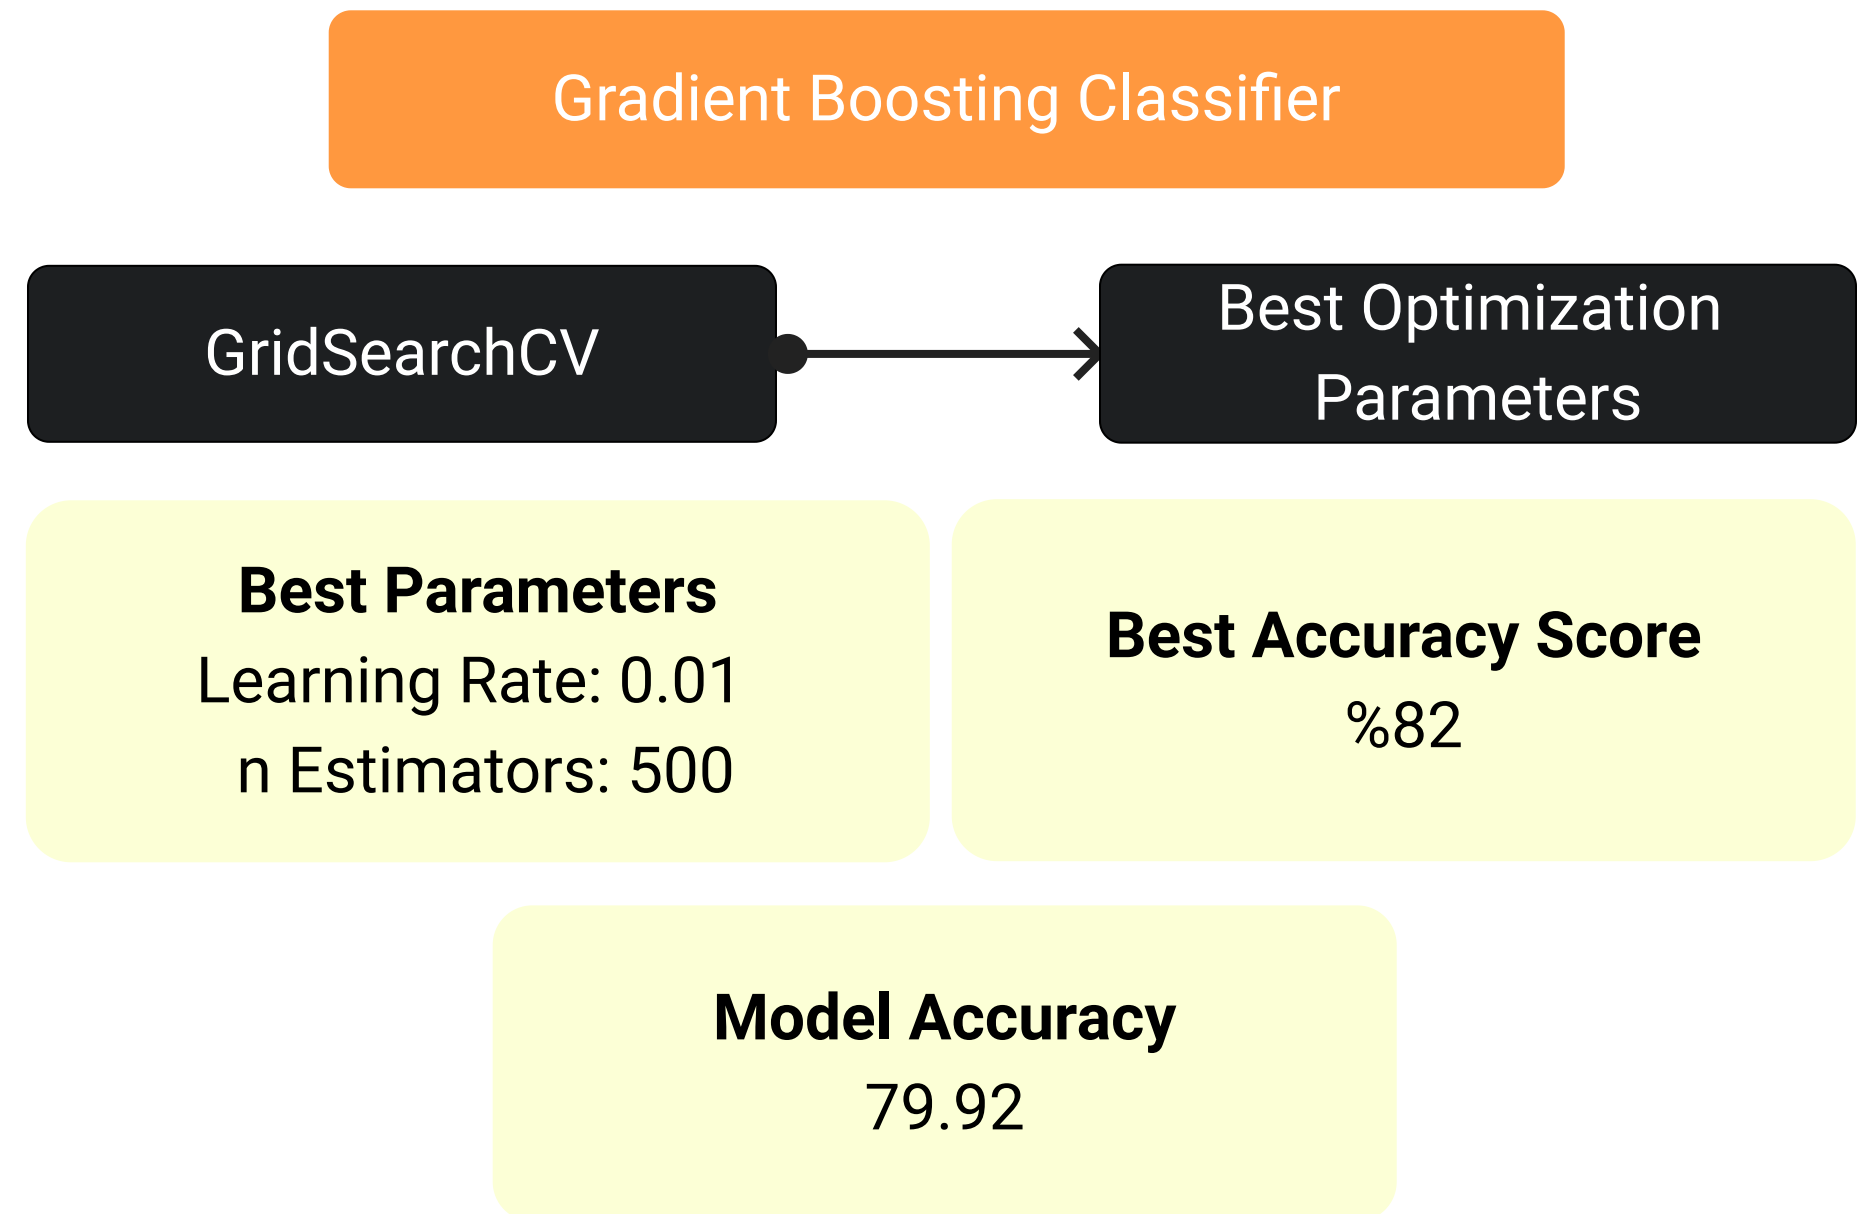 Gradient Boosting Classifier
GridSearchCV
Best Optimization
Parameters
Best Parameters
Learning Rate: 0.01
n Estimators: 500
Best Accuracy Score
%82
Model Accuracy
79.92